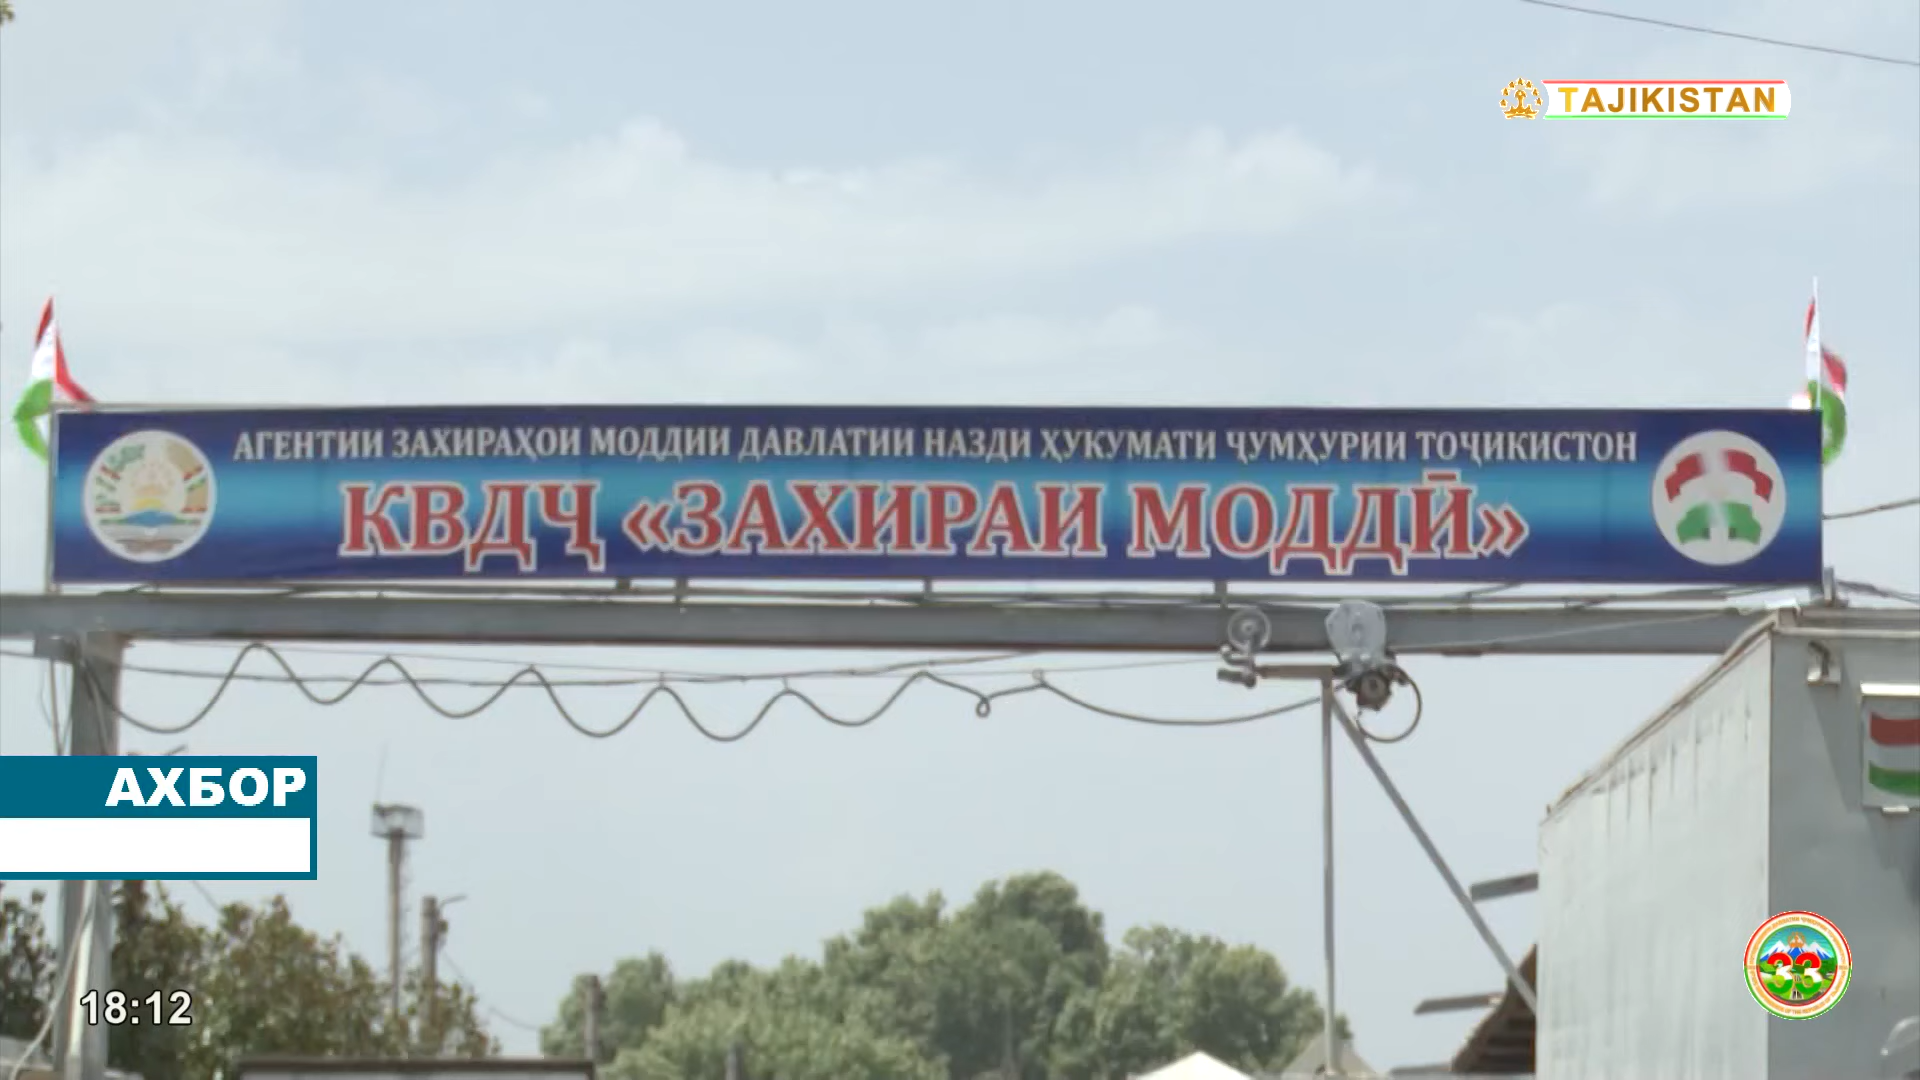 TAJIKISTAN
АГЕНТИИ ЗАХИРАҲОИ МОДДИИ ДАВЛАТИИ НАЗДИ ҲУКУМАТИ ҶУМҲУРИИ ТОҶИКИСТОН
КВДҶ «ЗАХИРАИ МОДДӢ»
АХБОР
18:12
33